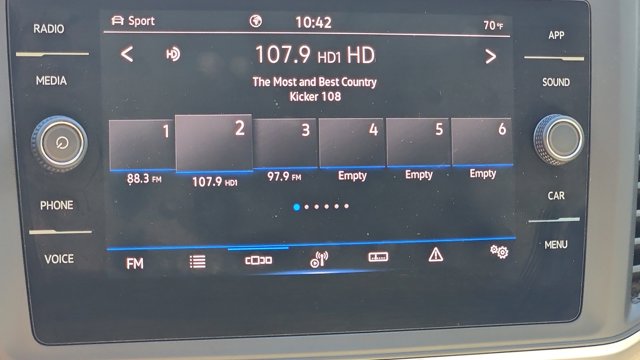 RADIO
MEDIA
PHONE
VOICE
Sport 10:42 70°F
107.9 HD1 HD
The Most and Best Country
Kicker 108
1 2 3 4 5 6
88.3 FM 107.9 HD1 97.9 FM Empty Empty Empty
FM
APP
SOUND
CAR
MENU